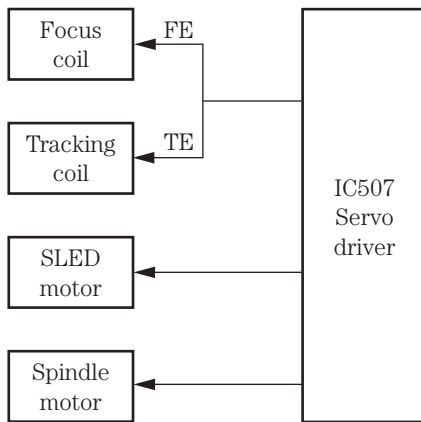 Focus
coil
FE
Tracking
coil
TE
SLED
motor
Spindle
motor
IC507
Servo
driver